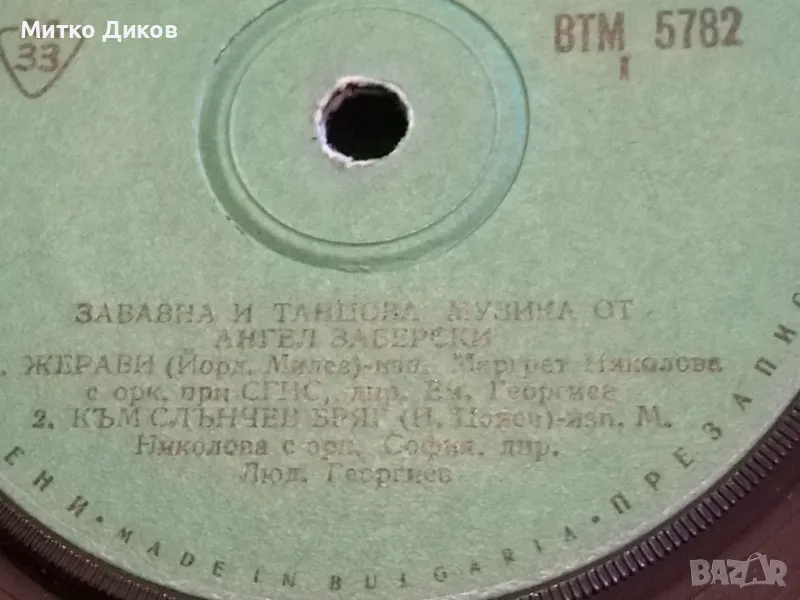 Митко Диков
33
ВТМ 5782
I
ЗАБАВНА И ТАНЦОВА МУЗИКА ОТ
АНГЕЛ ЗАБЕРСКИ
. ЖЕРАВИ (Йорд. Милев)-изп. Маргрет Николова
с орк. при СГНС, дир. Ем. Георгиев
2. КЪМ СЛЪНЧЕВ БРЯГ (Н. Цонев)-изп. М.
Николова с орк. София, дир.
Люд. Георгиев
ЕНИ • MADE IN BULGARIA • ПРЕЗАПИС
BAZAR